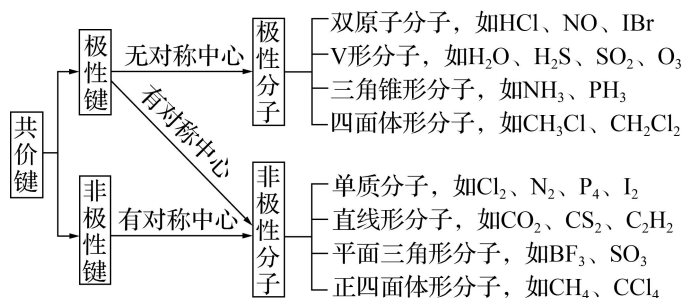 共价键
极性键
非极性键
无对称中心
有对称中心
有对称中心
极性分子
非极性分子
双原子分子，如HCl、NO、IBr
V形分子，如H₂O、H₂S、SO₂、O₃
三角锥形分子，如NH₃、PH₃
四面体形分子，如CH₃Cl、CH₂Cl₂
单质分子，如Cl₂、N₂、P₄、I₂
直线形分子，如CO₂、CS₂、C₂H₂
平面三角形分子，如BF₃、SO₃
正四面体形分子，如CH₄、CCl₄